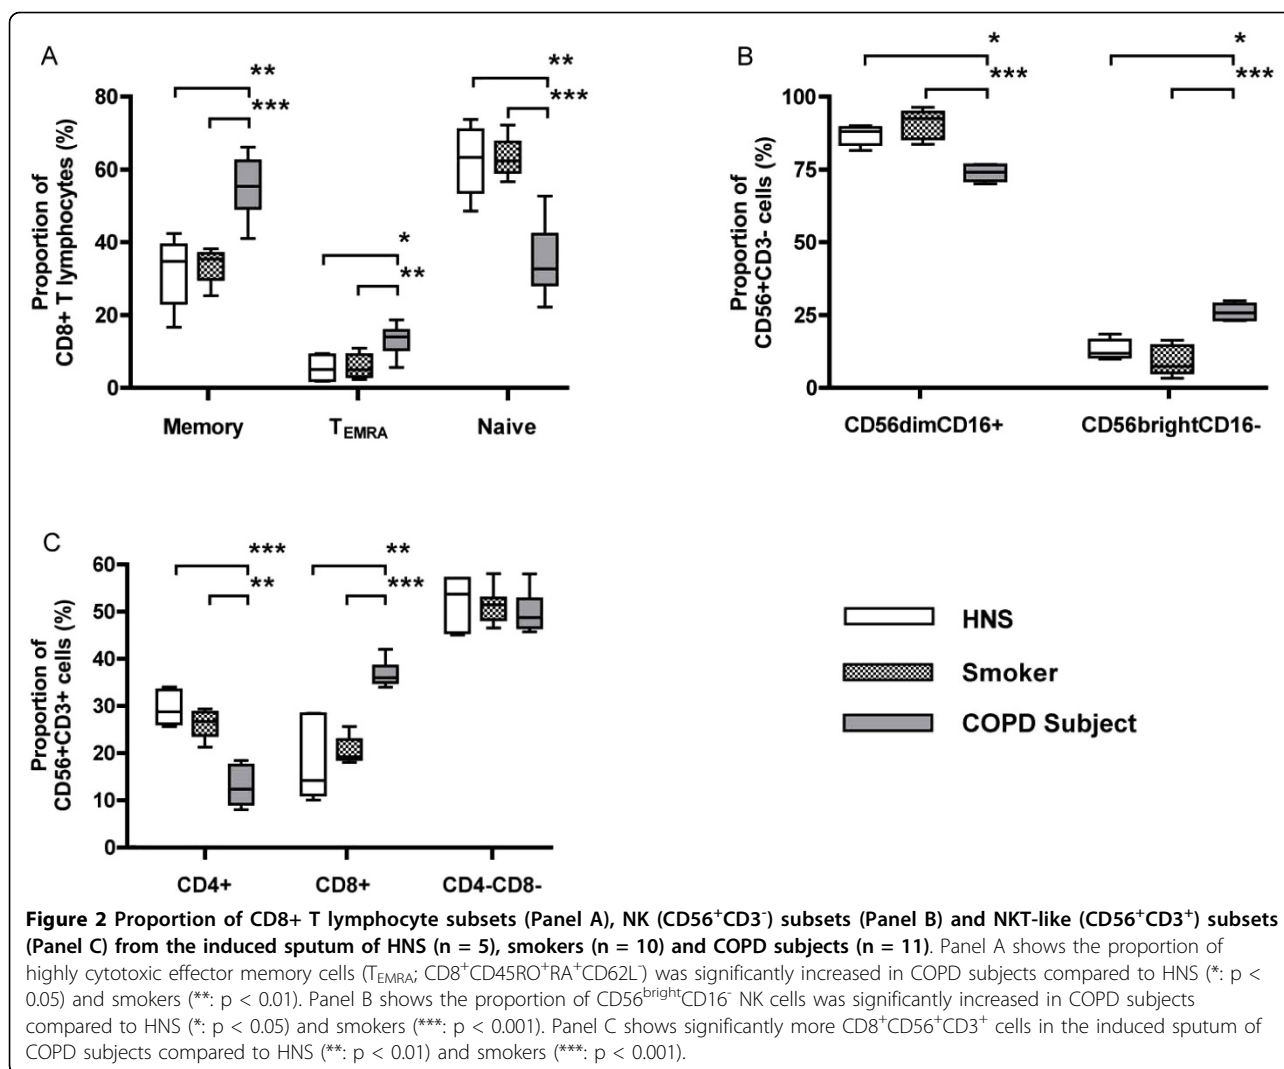 A
** 
***
**
***
*
**
80
60
40
20
0
Proportion of
CD8+ T lymphocytes (%)
Memory
TEMRA
Naive
B
*
***
*
***
100
75
50
25
0
Proportion of
CD56+CD3- cells (%)
CD56dimCD16+
CD56brightCD16-
C
***
**
**
***
60
50
40
30
20
10
0
Proportion of
CD56+CD3+ cells (%)
CD4+
CD8+
CD4-CD8-
HNS
Smoker
COPD Subject
Figure 2 Proportion of CD8+ T lymphocyte subsets (Panel A), NK (CD56⁺CD3⁻) subsets (Panel B) and NKT-like (CD56⁺CD3⁺) subsets
(Panel C) from the induced sputum of HNS (n = 5), smokers (n = 10) and COPD subjects (n = 11). Panel A shows the proportion of
highly cytotoxic effector memory cells (TEMRA; CD8⁺CD45RO⁺RA⁺CD62L⁻) was significantly increased in COPD subjects compared to HNS (*: p <
0.05) and smokers (**: p < 0.01). Panel B shows the proportion of CD56ᵇʳⁱᵍʰᵗCD16⁻ NK cells was significantly increased in COPD subjects
compared to HNS (*: p < 0.05) and smokers (***: p < 0.001). Panel C shows significantly more CD8⁺CD56⁺CD3⁺ cells in the induced sputum of
COPD subjects compared to HNS (**: p < 0.01) and smokers (***: p < 0.001).